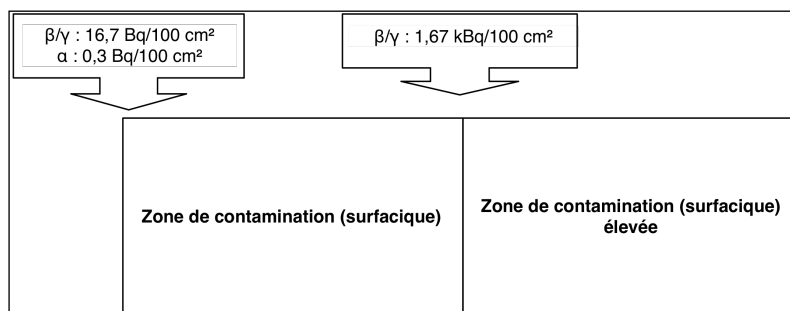 β/γ : 16,7 Bq/100 cm²
α : 0,3 Bq/100 cm²
β/γ : 1,67 kBq/100 cm²
Zone de contamination (surfacique)
Zone de contamination (surfacique)
élevée